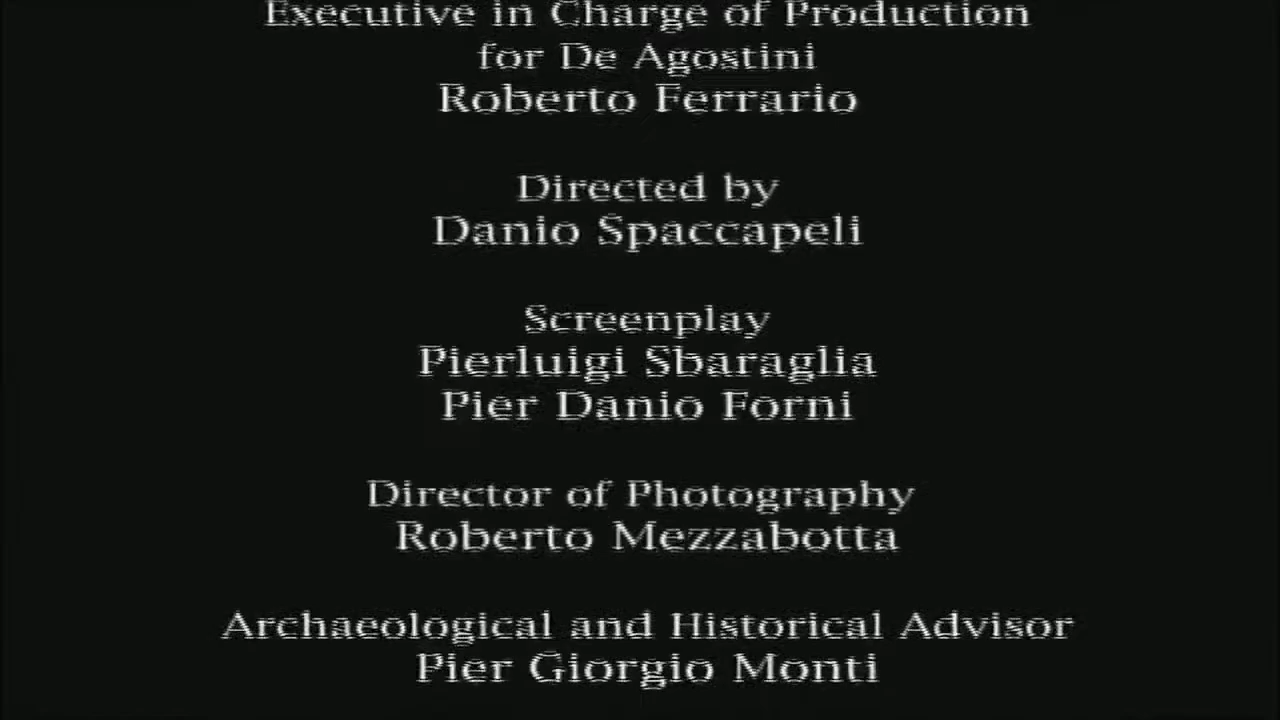 Executive in Charge of Production
for De Agostini
Roberto Ferrario
Directed by
Danio Spaccapeli
Screenplay
Pierluigi Sbaraglia
Pier Danio Forni
Director of Photography
Roberto Mezzabotta
Archaeological and Historical Advisor
Pier Giorgio Monti